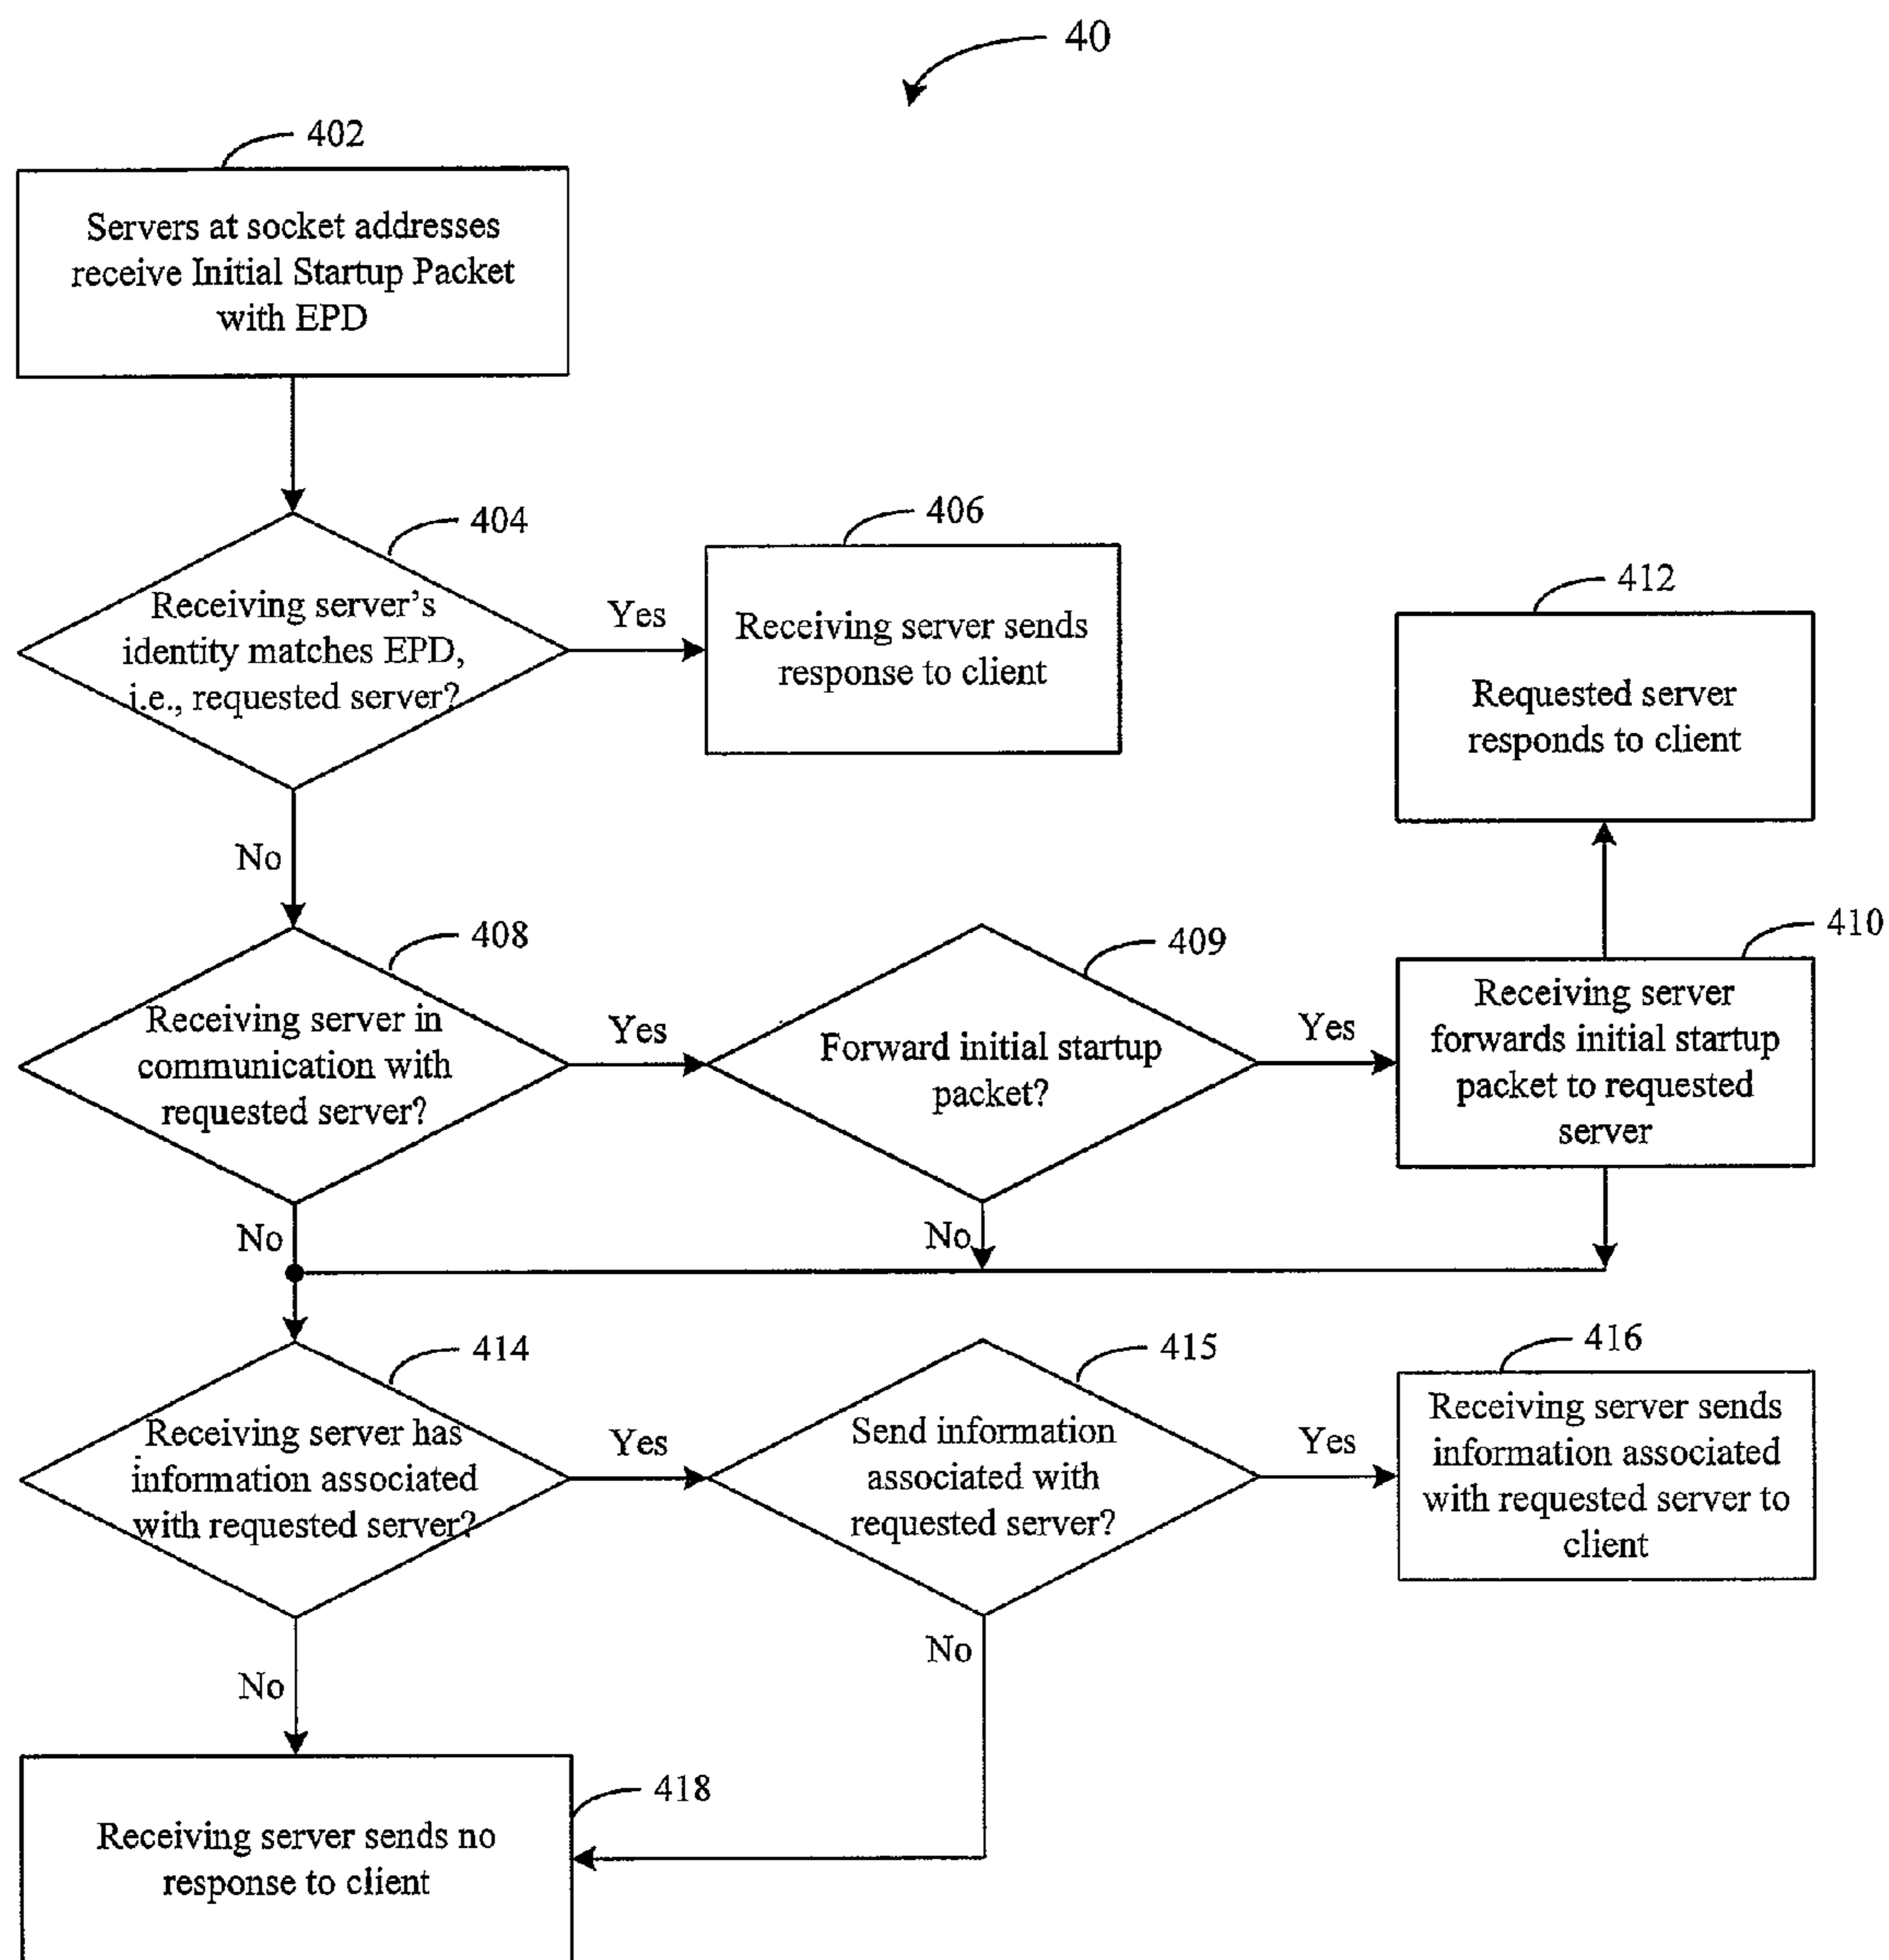 40
402
Servers at socket addresses
receive Initial Startup Packet
with EPD
404
Receiving server's
identity matches EPD,
i.e., requested server?
Yes
406
Receiving server sends
response to client
412
Requested server
responds to client
No
408
Receiving server in
communication with
requested server?
Yes
409
Forward initial startup
packet?
Yes
410
Receiving server
forwards initial startup
packet to requested
server
No
No
414
Receiving server has
information associated
with requested server?
Yes
415
Send information
associated with
requested server?
Yes
416
Receiving server sends
information associated
with requested server to
client
No
No
418
Receiving server sends no
response to client